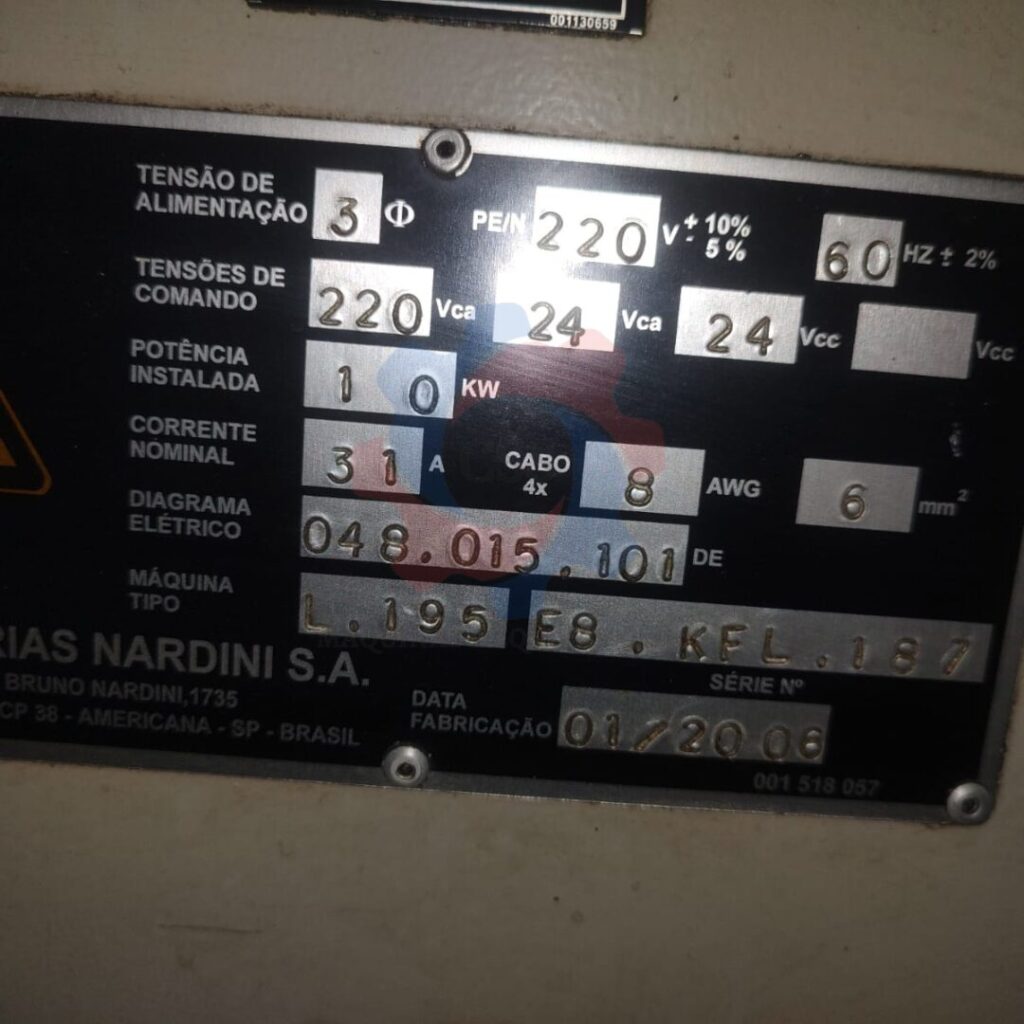 001130659
TENSÃO DE
ALIMENTAÇÃO 3 Φ PE/N 220 V + 10% - 5 % 60 HZ ± 2%
TENSÕES DE
COMANDO 220 Vca 24 Vca 24 Vcc Vcc
POTÊNCIA
INSTALADA 10 KW
CORRENTE
NOMINAL 31 A CABO
4x 8 AWG 6 mm²
DIAGRAMA
ELÉTRICO 048.015.101 DE
MÁQUINA
TIPO L.195 E8.KFL.187
SÉRIE Nº
RIAS NARDINI S.A.
BRUNO NARDINI,1735
CP 38 - AMERICANA - SP - BRASIL
DATA
FABRICAÇÃO 01/2006
001 518 057